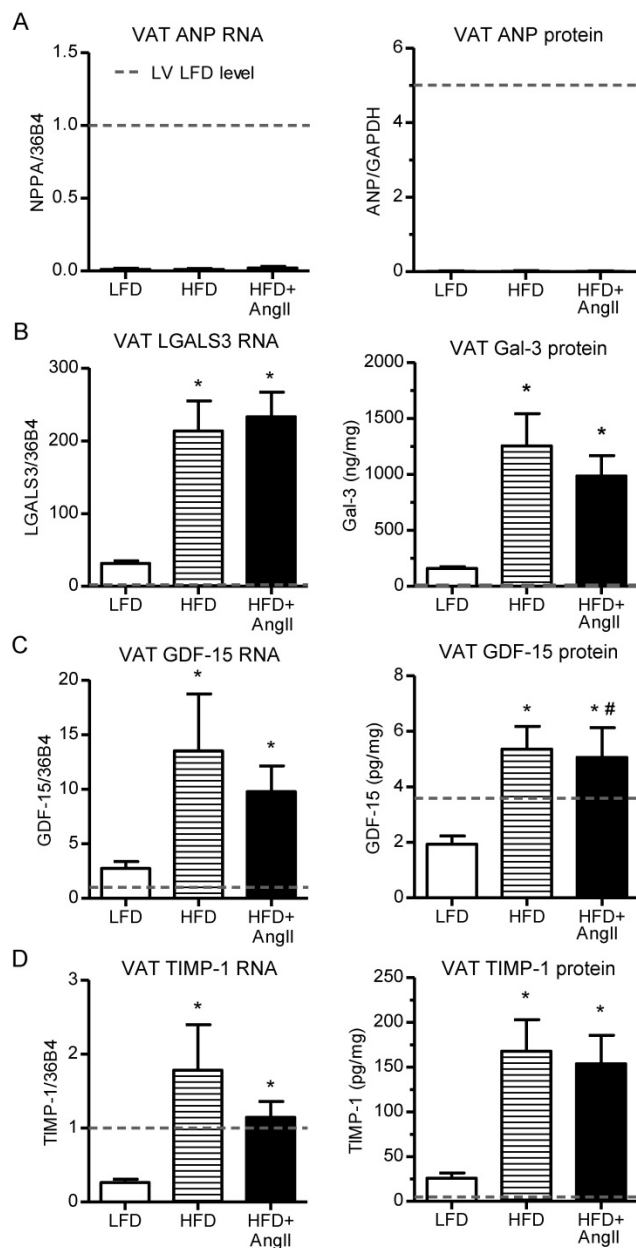 A
VAT ANP RNA
1.5
1.0
0.5
0.0
NPPA/36B4
LV LFD level
LFD
HFD
HFD+
AngII
VAT ANP protein
6
4
2
0
ANP/GAPDH
LFD
HFD
HFD+
AngII
B
VAT LGALS3 RNA
300
200
100
0
LGALS3/36B4
*
*
LFD
HFD
HFD+
AngII
VAT Gal-3 protein
2000
1500
1000
500
0
Gal-3 (ng/mg)
*
*
LFD
HFD
HFD+
AngII
C
VAT GDF-15 RNA
20
15
10
5
0
GDF-15/36B4
*
*
LFD
HFD
HFD+
AngII
VAT GDF-15 protein
8
6
4
2
0
GDF-15 (pg/mg)
*
* #
LFD
HFD
HFD+
AngII
D
VAT TIMP-1 RNA
3
2
1
0
TIMP-1/36B4
*
*
LFD
HFD
HFD+
AngII
VAT TIMP-1 protein
250
200
150
100
50
0
TIMP-1 (pg/mg)
*
*
LFD
HFD
HFD+
AngII